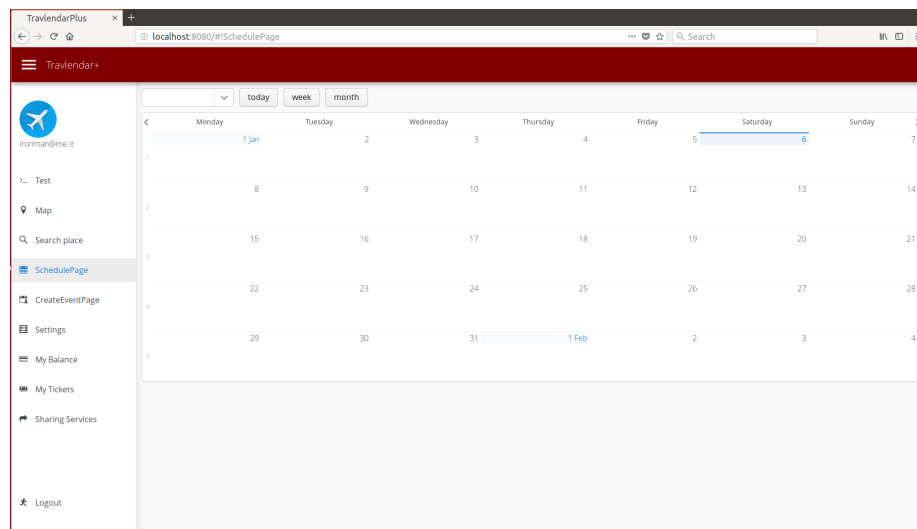 TravlendarPlus × +
localhost:8080/#!SchedulePage ... Search
Travlendar+
today week month
Monday Tuesday Wednesday Thursday Friday Saturday Sunday
1 Jan 2 3 4 5 6 7
1
8 9 10 11 12 13 14
2
15 16 17 18 19 20 21
3
22 23 24 25 26 27 28
4
29 30 31 1 Feb 2 3 4
5
ironman@me.it
Test
Map
Search place
SchedulePage
CreateEventPage
Settings
My Balance
My Tickets
Sharing Services
Logout